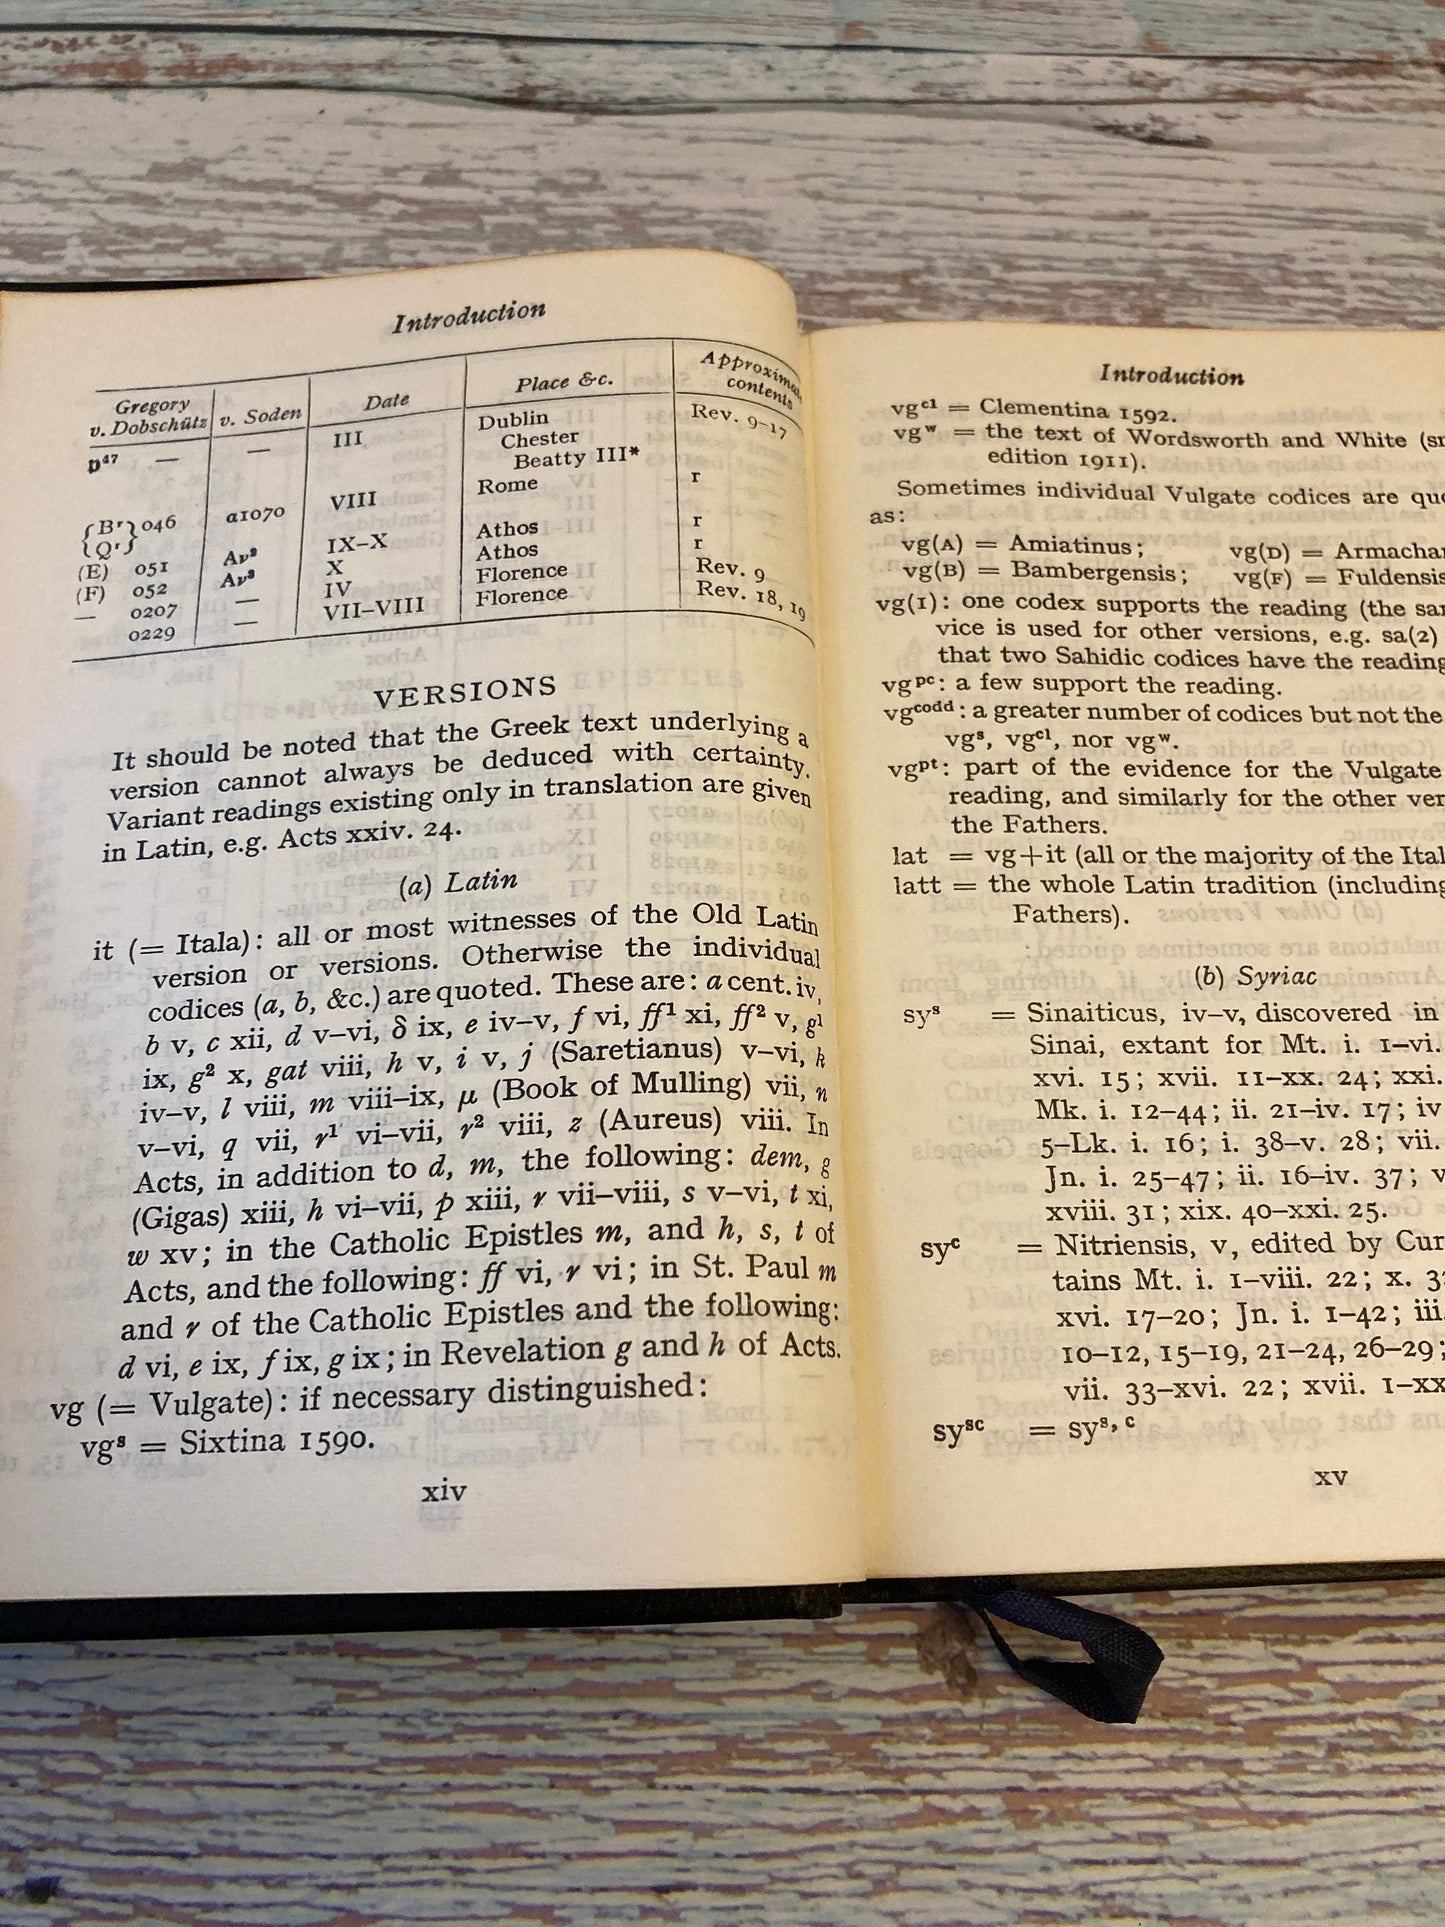 Introduction
Gregory v. Dobschütz | v. Soden | Date | Place &c. | Approximate contents
𝔭⁴⁷ — | — | III | Dublin | Rev. 9–17
Chester
Beatty III*
{Bʳ Qʳ} 046 | α1070 | VIII | Rome | r
(E) 051 | Αν² | IX–X | Athos | r
(F) 052 | Αν³ | X | Athos | r
— 0207 | — | IV | Florence | Rev. 9
0229 | — | VII–VIII | Florence | Rev. 18, 19
VERSIONS
It should be noted that the Greek text underlying a
version cannot always be deduced with certainty.
Variant readings existing only in translation are given
in Latin, e.g. Acts xxiv. 24.
(a) Latin
it (= Itala): all or most witnesses of the Old Latin
version or versions. Otherwise the individual
codices (a, b, &c.) are quoted. These are: a cent. iv,
b v, c xii, d v–vi, δ ix, e iv–v, f vi, ff¹ xi, ff² v, g¹
ix, g² x, gat viii, h v, i v, j (Saretianus) v–vi, k
iv–v, l viii, m viii–ix, μ (Book of Mulling) vii, n
v–vi, q vii, r¹ vi–vii, r² viii, z (Aureus) viii. In
Acts, in addition to d, m, the following: dem, g
(Gigas) xiii, h vi–vii, p xiii, r vii–viii, s v–vi, t xi,
w xv; in the Catholic Epistles m, and h, s, t of
Acts, and the following: ff vi, r vi; in St. Paul m
and r of the Catholic Epistles and the following:
d vi, e ix, f ix, g ix; in Revelation g and h of Acts.
vg (= Vulgate): if necessary distinguished:
vgˢ = Sixtina 1590.
xiv
Introduction
vgᶜˡ = Clementina 1592.
vgʷ = the text of Wordsworth and White (sm
edition 1911).
Sometimes individual Vulgate codices are quo
as:
vg(A) = Amiatinus; vg(D) = Armachan
vg(B) = Bambergensis; vg(F) = Fuldensis
vg(1): one codex supports the reading (the sam
vice is used for other versions, e.g. sa(2)
that two Sahidic codices have the reading
vgᵖᶜ: a few support the reading.
vgᶜᵒᵈᵈ: a greater number of codices but not the
vgˢ, vgᶜˡ, nor vgʷ.
vgᵖᵗ: part of the evidence for the Vulgate
reading, and similarly for the other ver
the Fathers.
lat = vg+it (all or the majority of the Ital
latt = the whole Latin tradition (including
Fathers).
(b) Syriac
syˢ = Sinaiticus, iv–v, discovered in
Sinai, extant for Mt. i. 1–vi.
xvi. 15; xvii. 11–xx. 24; xxi.
Mk. i. 12–44; ii. 21–iv. 17; iv
5–Lk. i. 16; i. 38–v. 28; vii.
Jn. i. 25–47; ii. 16–iv. 37; v
xviii. 31; xix. 40–xxi. 25.
syᶜ = Nitriensis, v, edited by Cur
tains Mt. i. 1–viii. 22; x. 3
xvi. 17–20; Jn. i. 1–42; iii.
10–12, 15–19, 21–24, 26–29;
vii. 33–xvi. 22; xvii. 1–xx
syˢᶜ = syˢ,ᶜ
xv